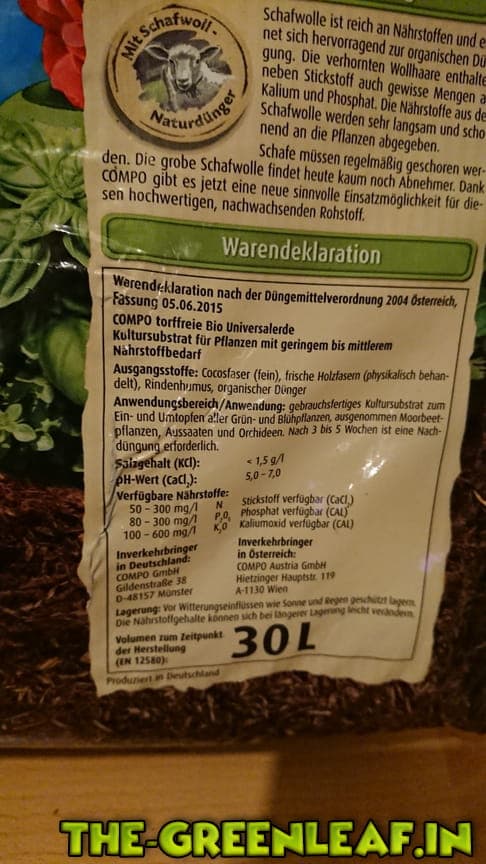 Mit Schafwoll-
Naturdünger
Schafwolle ist reich an Nährstoffen und e
net sich hervorragend zur organischen Dü
gung. Die verhornten Wollhaare enthalte
neben Stickstoff auch gewisse Mengen a
Kalium und Phosphat. Die Nährstoffe aus de
Schafwolle werden sehr langsam und scho
nend an die Pflanzen abgegeben.
Schafe müssen regelmäßig geschoren wer-
den. Die grobe Schafwolle findet heute kaum noch Abnehmer. Dank
COMPO gibt es jetzt eine neue sinnvolle Einsatzmöglichkeit für die-
sen hochwertigen, nachwachsenden Rohstoff.
Warendeklaration
Warendeklaration nach der Düngemittelverordnung 2004 Österreich,
Fassung 05.06.2015
COMPO torffreie Bio Universalerde
Kultursubstrat für Pflanzen mit geringem bis mittlerem
Nährstoffbedarf
Ausgangsstoffe: Cocosfaser (fein), frische Holzfasern (physikalisch behan-
delt), Rindenhumus, organischer Dünger
Anwendungsbereich/Anwendung: gebrauchsfertiges Kultursubstrat zum
Ein- und Umtopfen aller Grün- und Blühpflanzen, ausgenommen Moorbeet-
pflanzen, Aussaaten und Orchideen. Nach 3 bis 5 Wochen ist eine Nach-
düngung erforderlich.
Salzgehalt (KCl): < 1,5 g/l
pH-Wert (CaCl₂): 5,0 - 7,0
Verfügbare Nährstoffe:
50 - 300 mg/l N Stickstoff verfügbar (CaCl₂)
80 - 300 mg/l P₂O₅ Phosphat verfügbar (CAL)
100 - 600 mg/l K₂O Kaliumoxid verfügbar (CAL)
Inverkehrbringer
in Deutschland:
COMPO GmbH
Gildenstraße 38
D-48157 Münster
Inverkehrbringer
in Österreich:
COMPO Austria GmbH
Hietzinger Hauptstr. 119
A-1130 Wien
Lagerung: Vor Witterungseinflüssen wie Sonne und Regen geschützt lagern.
Die Nährstoffgehalte können sich bei längerer Lagerung leicht verändern.
Volumen zum Zeitpunkt
der Herstellung
(EN 12580):
30L
Produziert in Deutschland
THE-GREENLEAF.IN